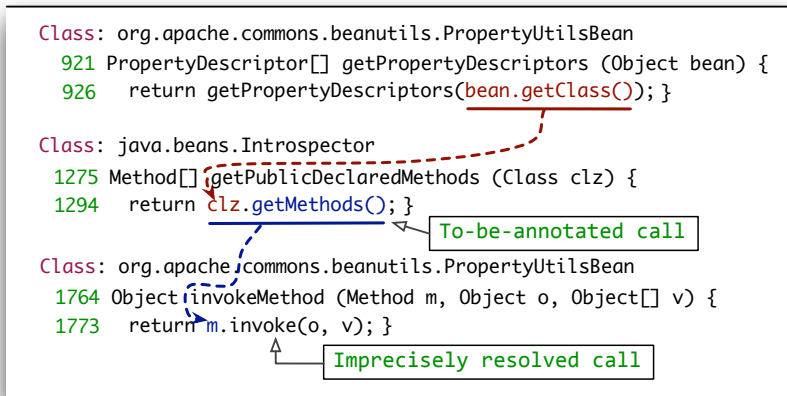 Class: org.apache.commons.beanutils.PropertyUtilsBean
921 PropertyDescriptor[] getPropertyDescriptors (Object bean) {
926 return getPropertyDescriptors(bean.getClass()); }
Class: java.beans.Introspector
1275 Method[] getPublicDeclaredMethods (Class clz) {
1294 return clz.getMethods(); }
To-be-annotated call
Class: org.apache.commons.beanutils.PropertyUtilsBean
1764 Object invokeMethod (Method m, Object o, Object[] v) {
1773 return m.invoke(o, v); }
Imprecisely resolved call